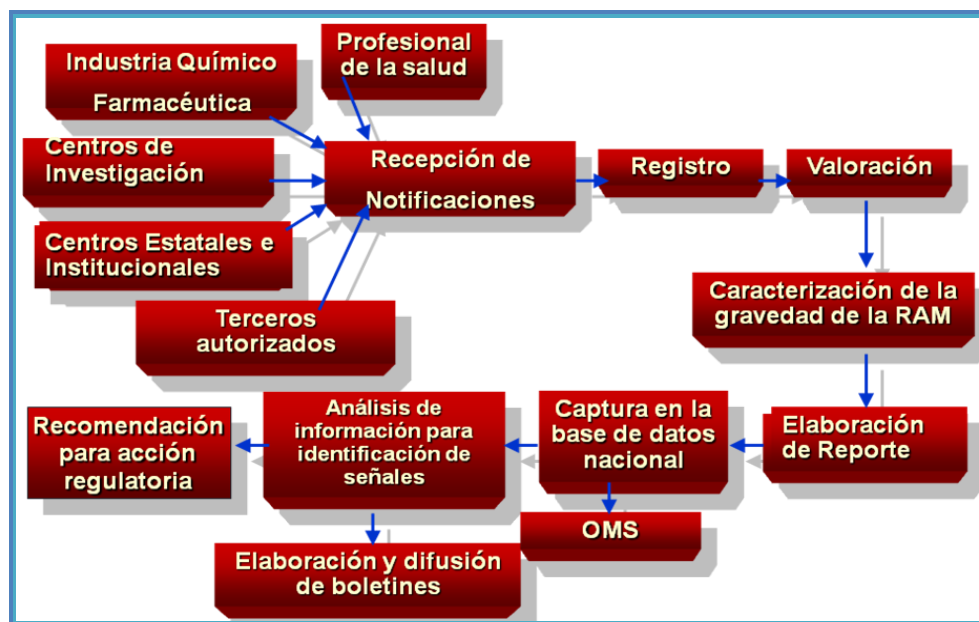 Industria Químico
Farmacéutica
Profesional
de la salud
Centros de
Investigación
Recepción de
Notificaciones
Registro
Valoración
Centros Estatales e
Institucionales
Terceros
autorizados
Caracterización de la
gravedad de la RAM
Elaboración
de Reporte
Captura en la
base de datos
nacional
OMS
Análisis de
información para
identificación de
señales
Recomendación
para acción
regulatoria
Elaboración y difusión
de boletines